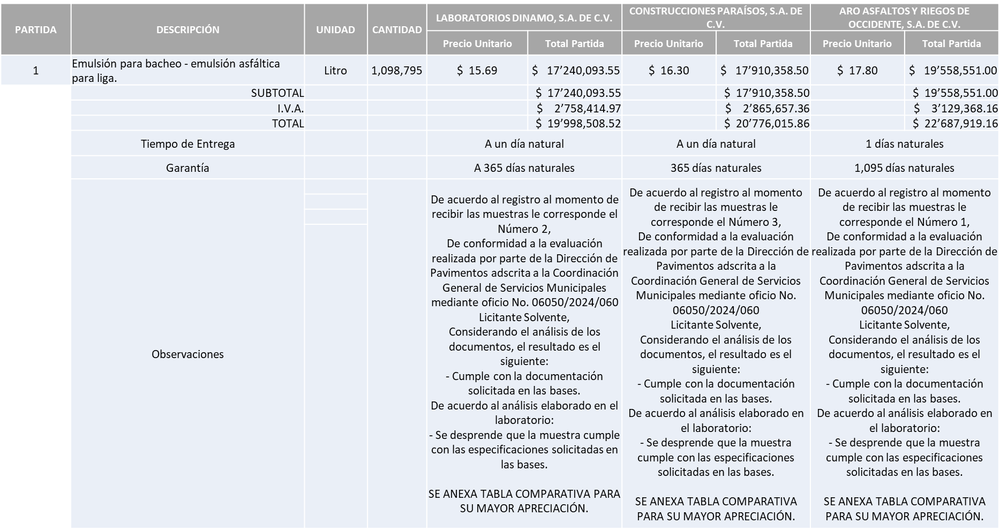 PARTIDA
DESCRIPCIÓN
UNIDAD
CANTIDAD
LABORATORIOS DINAMO, S.A. DE C.V.
CONSTRUCCIONES PARAÍSOS, S.A. DE
C.V.
ARO ASFALTOS Y RIEGOS DE
OCCIDENTE, S.A. DE C.V.
Precio Unitario
Total Partida
Precio Unitario
Total Partida
Precio Unitario
Total Partida
1
Emulsión para bacheo - emulsión asfáltica
para liga.
Litro
1,098,795
$ 15.69
$ 17’240,093.55
$ 16.30
$ 17’910,358.50
$ 17.80
$ 19’558,551.00
SUBTOTAL
$ 17’240,093.55
$ 17’910,358.50
$ 19’558,551.00
I.V.A.
$ 2’758,414.97
$ 2’865,657.36
$ 3’129,368.16
TOTAL
$ 19’998,508.52
$ 20’776,015.86
$ 22’687,919.16
Tiempo de Entrega
A un día natural
A un día natural
1 días naturales
Garantía
A 365 días naturales
365 días naturales
1,095 días naturales
Observaciones
De acuerdo al registro al momento de
recibir las muestras le corresponde el
Número 2,
De conformidad a la evaluación
realizada por parte de la Dirección de
Pavimentos adscrita a la Coordinación
General de Servicios Municipales
mediante oficio No. 06050/2024/060
Licitante Solvente,
Considerando el análisis de los
documentos, el resultado es el
siguiente:
- Cumple con la documentación
solicitada en las bases.
De acuerdo al análisis elaborado en el
laboratorio:
- Se desprende que la muestra cumple
con las especificaciones solicitadas en
las bases.
SE ANEXA TABLA COMPARATIVA PARA
SU MAYOR APRECIACIÓN.
De acuerdo al registro al momento
de recibir las muestras le
corresponde el Número 3,
De conformidad a la evaluación
realizada por parte de la Dirección de
Pavimentos adscrita a la
Coordinación General de Servicios
Municipales mediante oficio No.
06050/2024/060
Licitante Solvente,
Considerando el análisis de los
documentos, el resultado es el
siguiente:
- Cumple con la documentación
solicitada en las bases.
De acuerdo al análisis elaborado en
el laboratorio:
- Se desprende que la muestra
cumple con las especificaciones
solicitadas en las bases.
SE ANEXA TABLA COMPARATIVA
PARA SU MAYOR APRECIACIÓN.
De acuerdo al registro al momento
de recibir las muestras le
corresponde el Número 1,
De conformidad a la evaluación
realizada por parte de la Dirección de
Pavimentos adscrita a la
Coordinación General de Servicios
Municipales mediante oficio No.
06050/2024/060
Licitante Solvente,
Considerando el análisis de los
documentos, el resultado es el
siguiente:
- Cumple con la documentación
solicitada en las bases.
De acuerdo al análisis elaborado en
el laboratorio:
- Se desprende que la muestra
cumple con las especificaciones
solicitadas en las bases.
SE ANEXA TABLA COMPARATIVA
PARA SU MAYOR APRECIACIÓN.